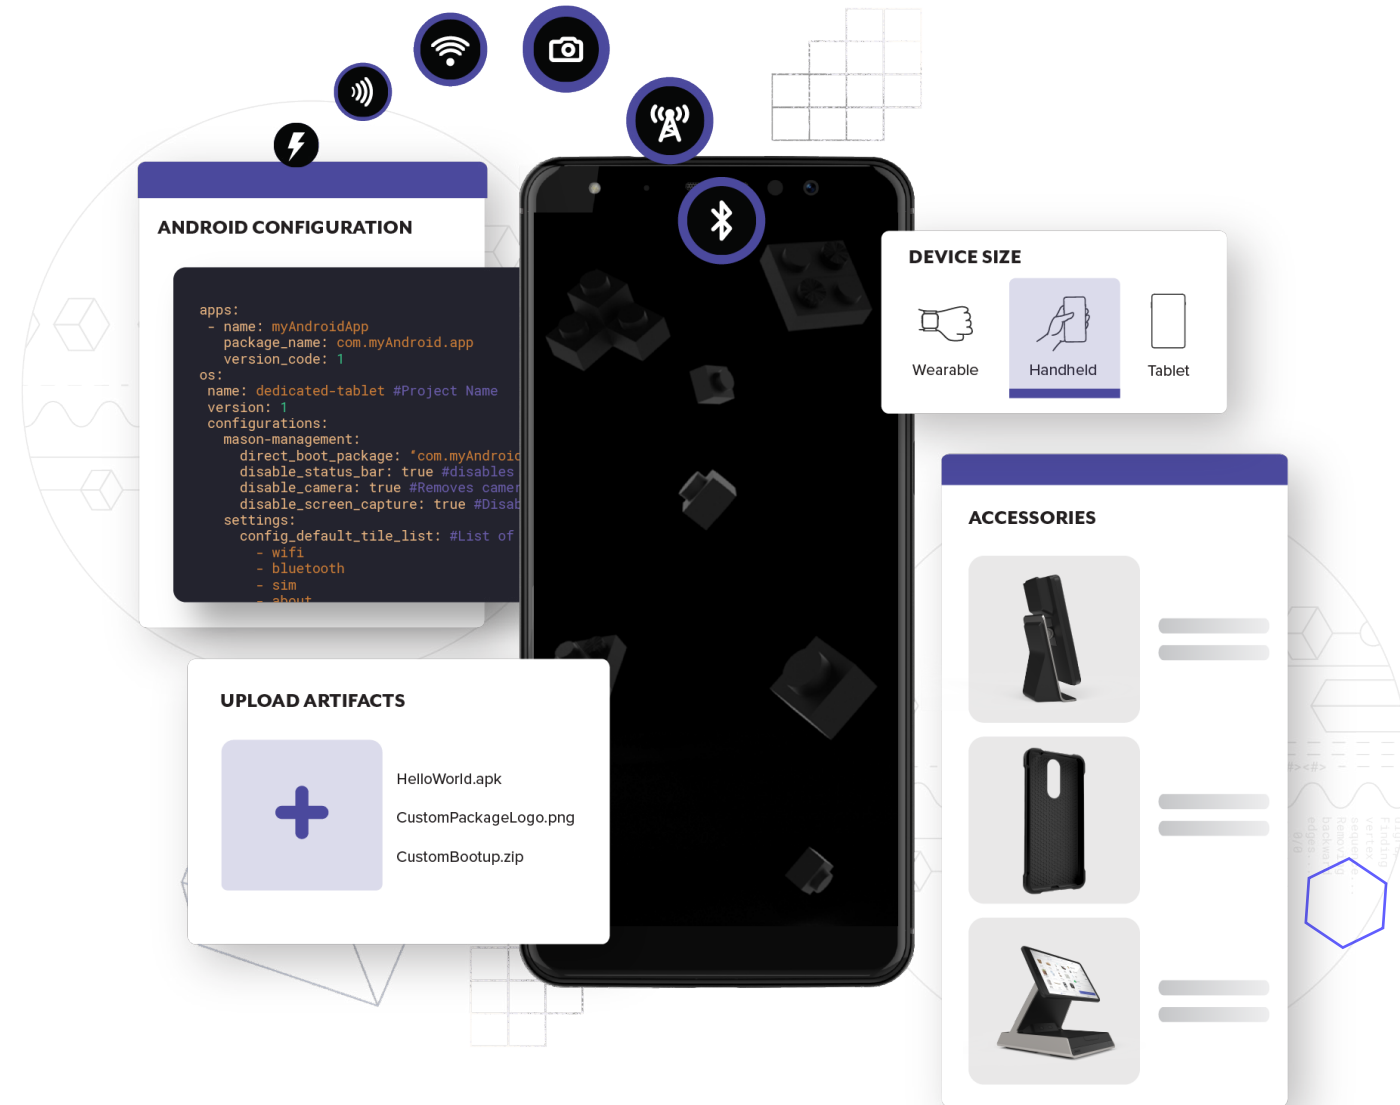 ANDROID CONFIGURATION
apps:
- name: myAndroidApp
package_name: com.myAndroid.app
version_code: 1
os:
name: dedicated-tablet #Project Name
version: 1
configurations:
mason-management:
direct_boot_package: "com.myAndroid
disable_status_bar: true #disables
disable_camera: true #Removes camer
disable_screen_capture: true #Disab
settings:
config_default_tile_list: #List of
- wifi
- bluetooth
- sim
- about
DEVICE SIZE
Wearable
Handheld
Tablet
ACCESSORIES
UPLOAD ARTIFACTS
HelloWorld.apk
CustomPackageLogo.png
CustomBootup.zip